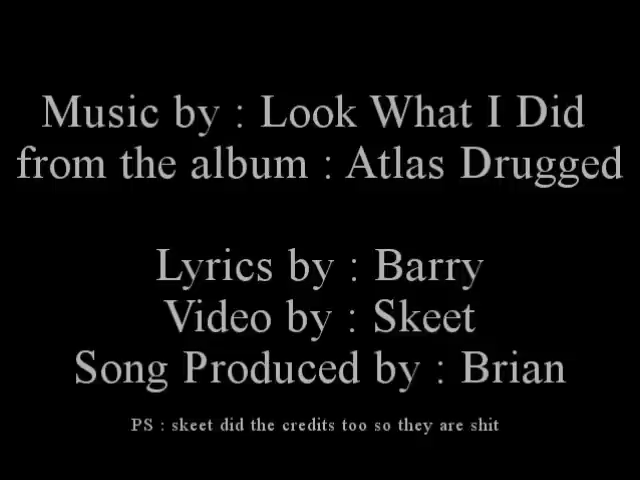 Music by : Look What I Did
from the album : Atlas Drugged
Lyrics by : Barry
Video by : Skeet
Song Produced by : Brian
PS : skeet did the credits too so they are shit